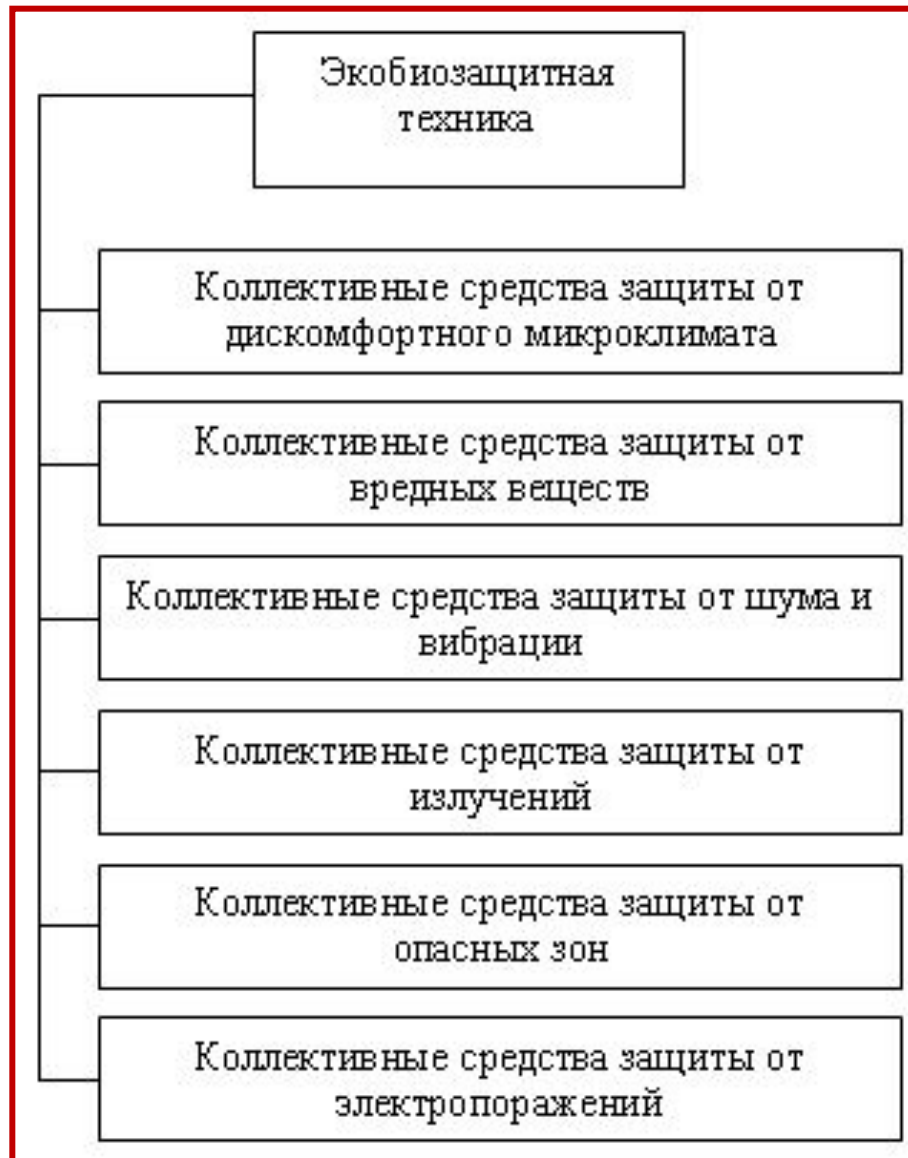 Экобиозащитная
техника
Коллективные средства защиты от
дискомфортного микроклимата
Коллективные средства защиты от
вредных веществ
Коллективные средства защиты от шума и
вибрации
Коллективные средства защиты от
излучений
Коллективные средства защиты от
опасных зон
Коллективные средства защиты от
электропоражений